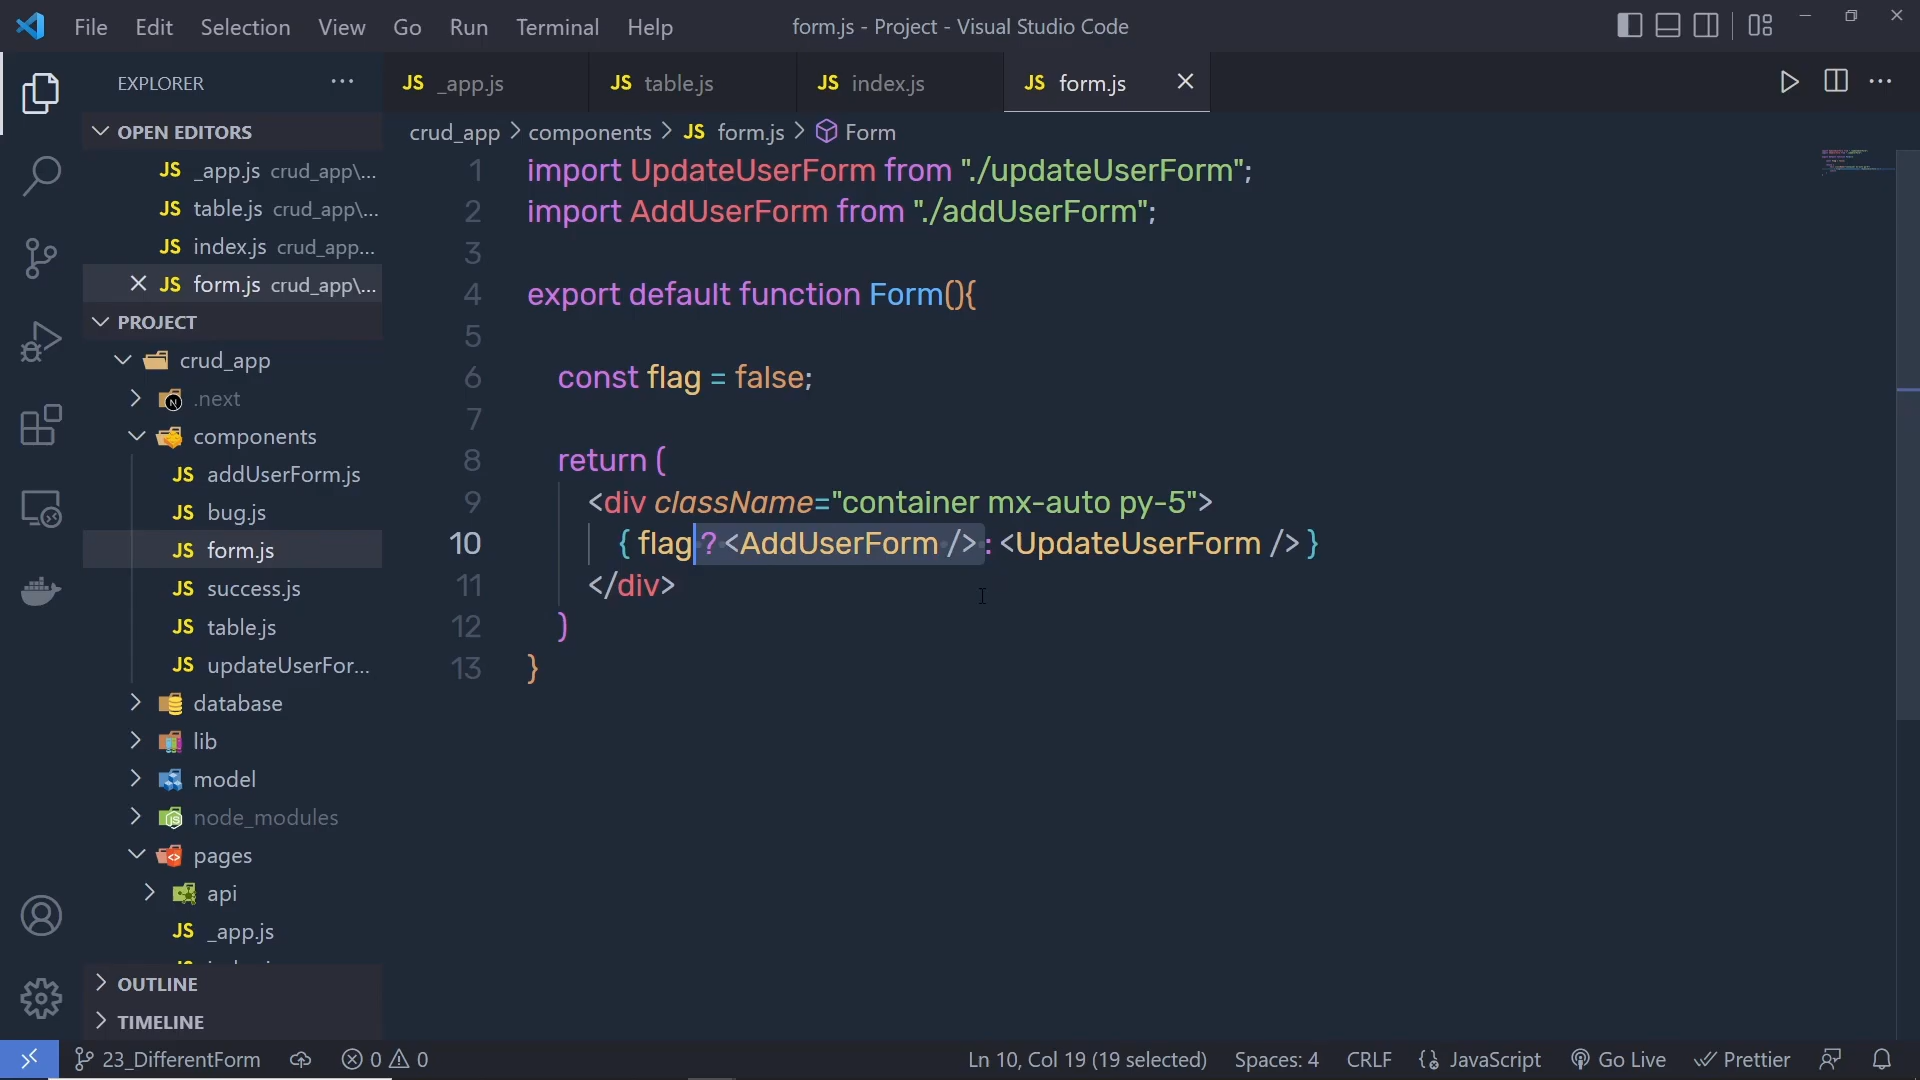 File Edit Selection View Go Run Terminal Help
form.js - Project - Visual Studio Code
EXPLORER ...
OPEN EDITORS
JS _app.js crud_app\...
JS table.js crud_app\...
JS index.js crud_app...
JS form.js crud_app\...
PROJECT
crud_app
.next
components
JS addUserForm.js
JS bug.js
JS form.js
JS success.js
JS table.js
JS updateUserFor...
database
lib
model
node_modules
pages
api
JS _app.js
OUTLINE
TIMELINE
JS _app.js JS table.js JS index.js JS form.js
crud_app > components > JS form.js > Form
1 import UpdateUserForm from "./updateUserForm";
2 import AddUserForm from "./addUserForm";
3
4 export default function Form(){
5
6 const flag = false;
7
8 return (
9 <div className="container mx-auto py-5">
10 { flag ? <AddUserForm /> : <UpdateUserForm /> }
11 </div>
12 )
13 }
23_DifferentForm 0 0 Ln 10, Col 19 (19 selected) Spaces: 4 CRLF JavaScript Go Live Prettier